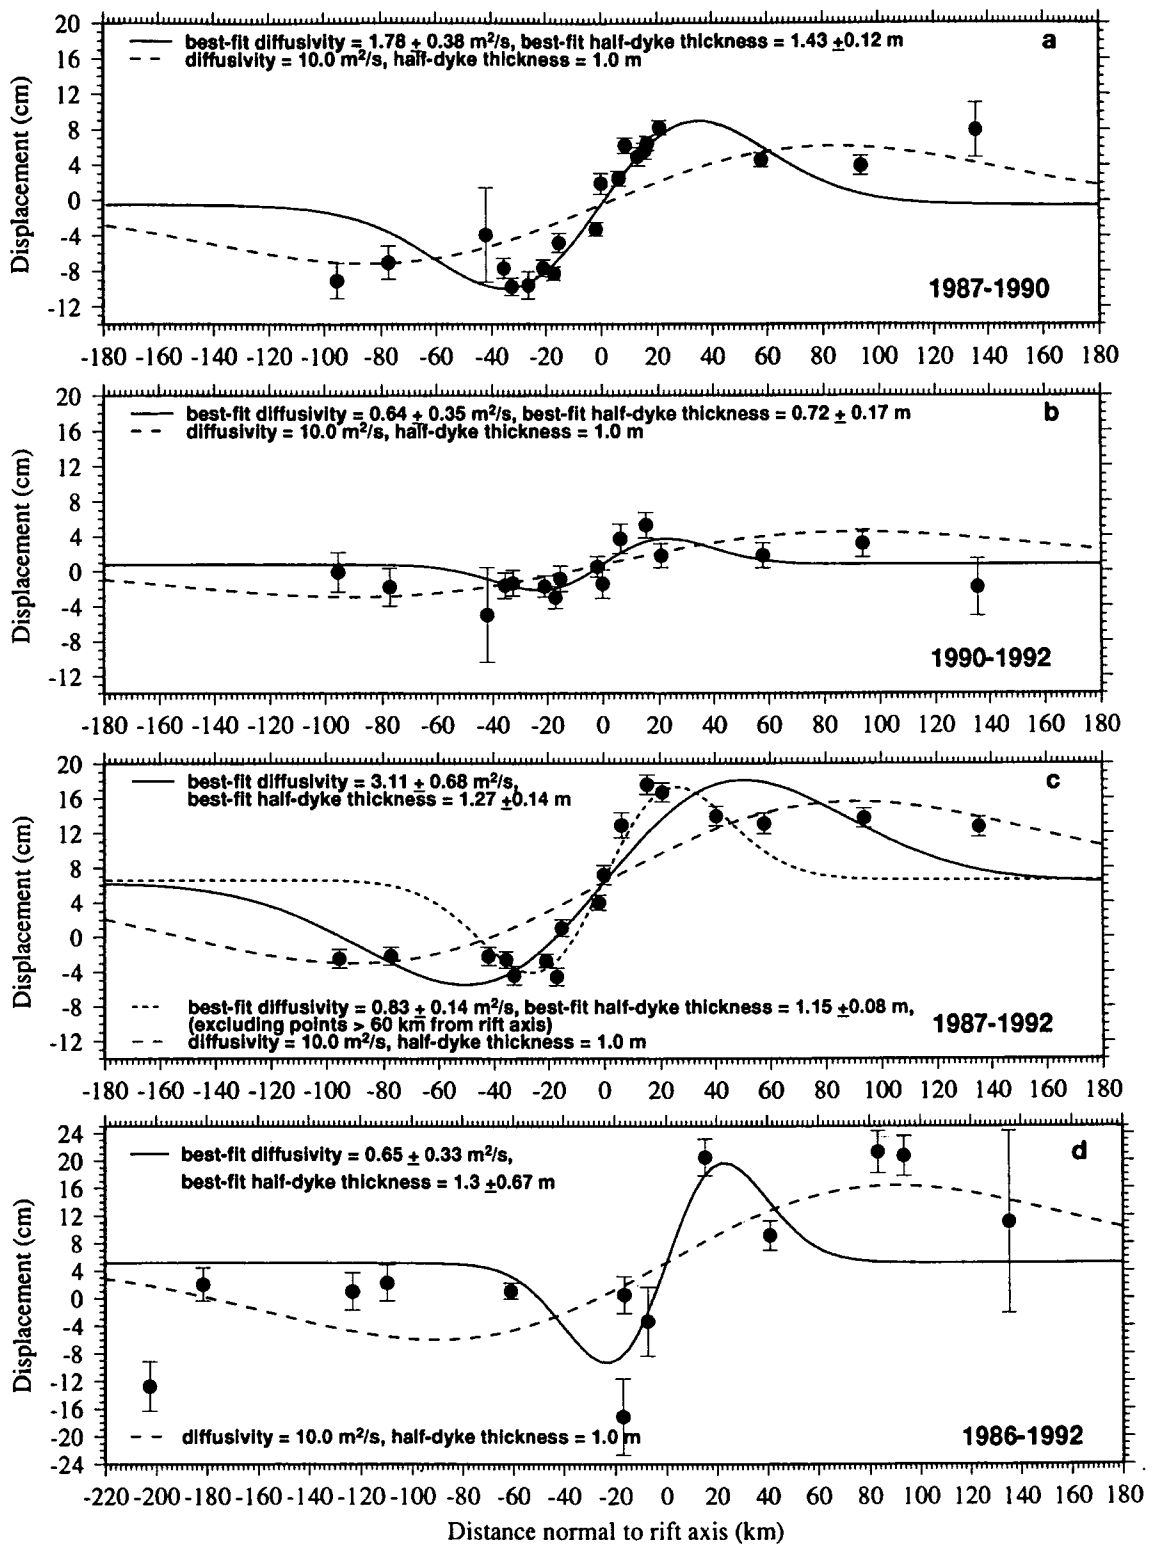 20
16
12
8
4
0
-4
-8
-12
Displacement (cm)
best-fit diffusivity = 1.78 ± 0.38 m²/s, best-fit half-dyke thickness = 1.43 ±0.12 m
diffusivity = 10.0 m²/s, half-dyke thickness = 1.0 m
a
1987-1990
-180 -160 -140 -120 -100 -80 -60 -40 -20 0 20 40 60 80 100 120 140 160 180
20
16
12
8
4
0
-4
-8
-12
Displacement (cm)
best-fit diffusivity = 0.64 ± 0.35 m²/s, best-fit half-dyke thickness = 0.72 ± 0.17 m
diffusivity = 10.0 m²/s, half-dyke thickness = 1.0 m
b
1990-1992
-180 -160 -140 -120 -100 -80 -60 -40 -20 0 20 40 60 80 100 120 140 160 180
20
16
12
8
4
0
-4
-8
-12
Displacement (cm)
best-fit diffusivity = 3.11 ± 0.68 m²/s,
best-fit half-dyke thickness = 1.27 ±0.14 m
c
best-fit diffusivity = 0.83 ± 0.14 m²/s, best-fit half-dyke thickness = 1.15 ±0.08 m,
(excluding points > 60 km from rift axis)
diffusivity = 10.0 m²/s, half-dyke thickness = 1.0 m
1987-1992
-180 -160 -140 -120 -100 -80 -60 -40 -20 0 20 40 60 80 100 120 140 160 180
24
20
16
12
8
4
0
-4
-8
-12
-16
-20
-24
Displacement (cm)
best-fit diffusivity = 0.65 ± 0.33 m²/s,
best-fit half-dyke thickness = 1.3 ±0.67 m
d
diffusivity = 10.0 m²/s, half-dyke thickness = 1.0 m
1986-1992
-220 -200 -180 -160 -140 -120 -100 -80 -60 -40 -20 0 20 40 60 80 100 120 140 160 180
Distance normal to rift axis (km)